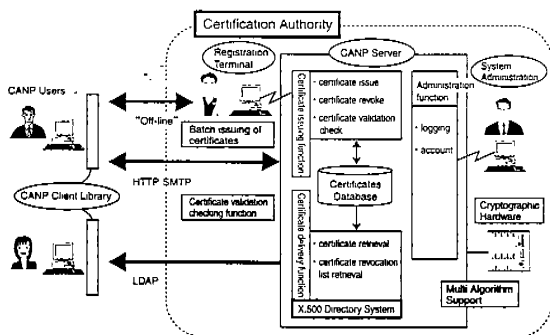 Certification Authority
Registration
Terminal
CANP Server
System
Administration
CANP Users
"Off-line"
Batch issuing of
certificates
HTTP SMTP
CANP Client Library
Certificate validation
checking function
LDAP
Certificate issuing function
· certificate issue
· certificate revoke
· certificate validation
check
Administration
function
· logging
· account
Certificates
Database
Certificate delivery function
· certificate retrieval
· certificate revocation
list retrieval
X.500 Directory System
Cryptographic
Hardware
Multi Algorithm
Support